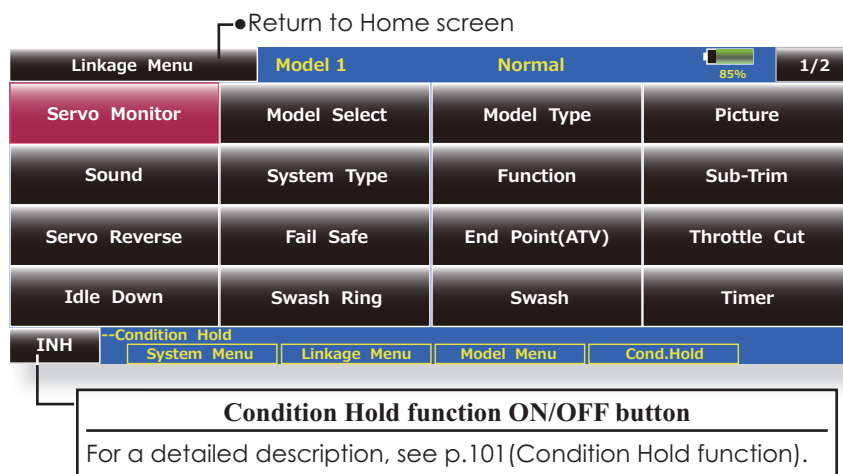 ●Return to Home screen
Linkage Menu Model 1 Normal 85% 1/2
Servo Monitor Model Select Model Type Picture
Sound System Type Function Sub-Trim
Servo Reverse Fail Safe End Point(ATV) Throttle Cut
Idle Down Swash Ring Swash Timer
INH --Condition Hold
System Menu Linkage Menu Model Menu Cond.Hold
Condition Hold function ON/OFF button
For a detailed description, see p.101(Condition Hold function).